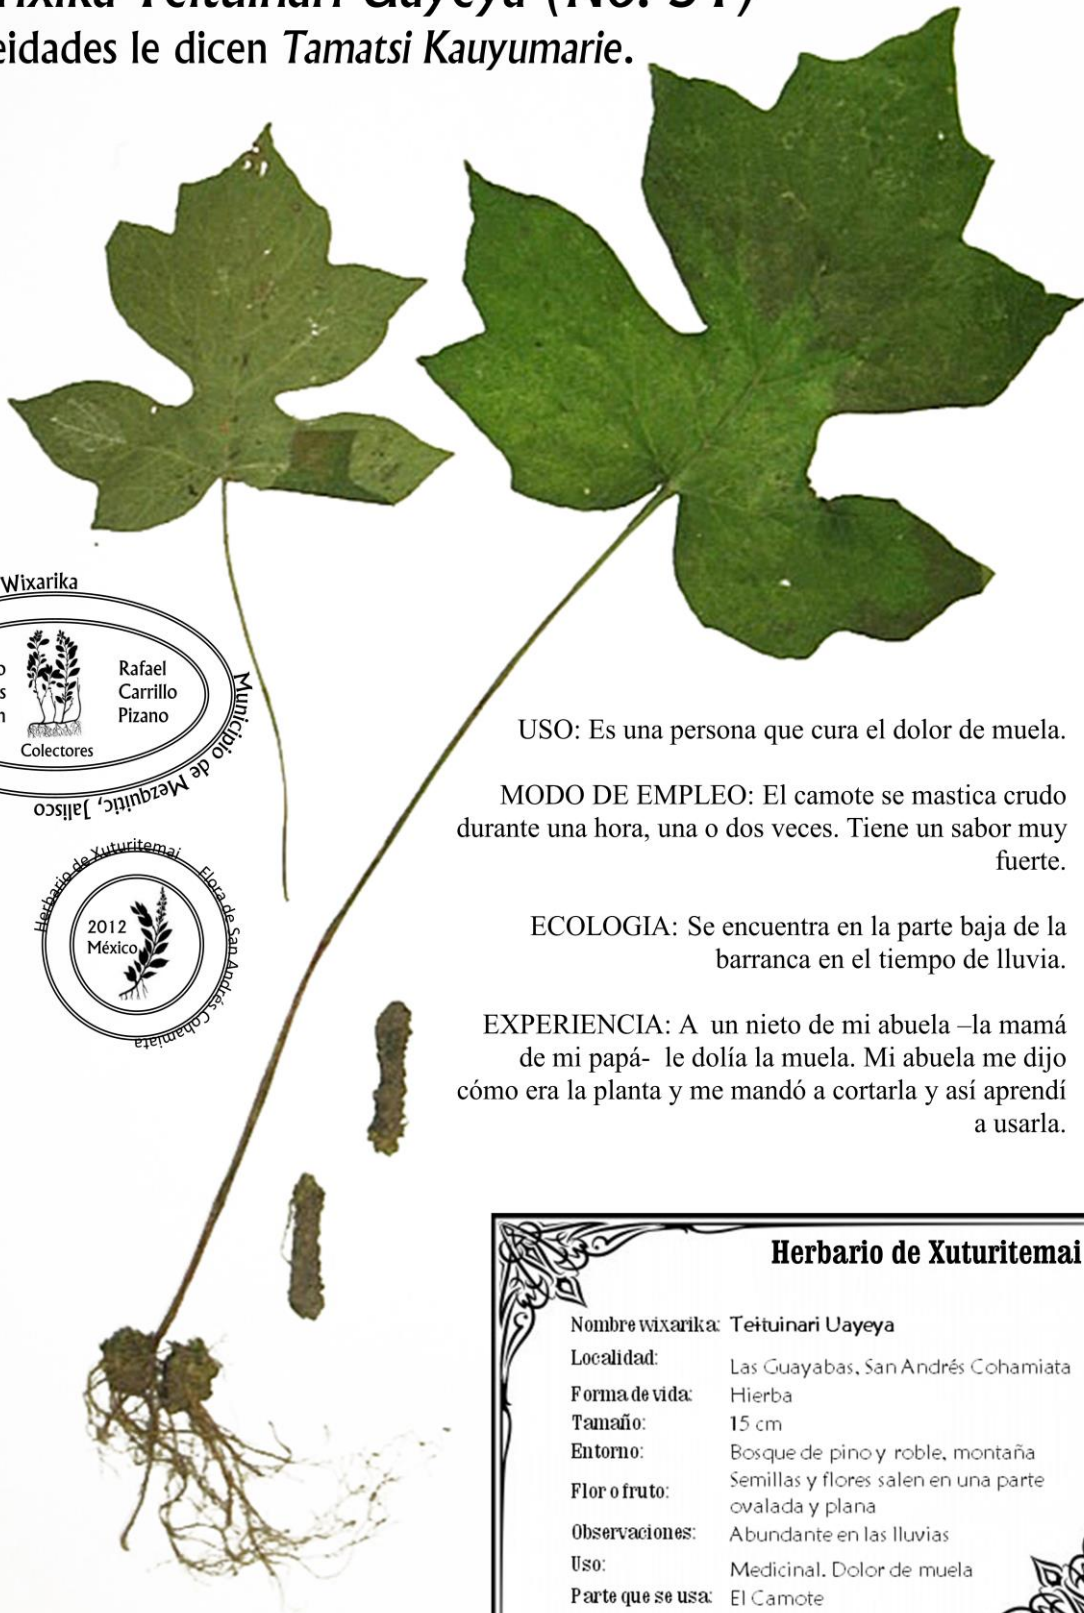 Teituinari Uayeya (No. 31)
eidades le dicen Tamatsi Kauyumarie.
Wixarika
Rafael
Carrillo
Pizano
Colectores
Municipio de Mezquitic, Jalisco
Herbario de Xuturitemai
Flora de San Andrés Cohamiata
2012
México
USO: Es una persona que cura el dolor de muela.
MODO DE EMPLEO: El camote se mastica crudo
durante una hora, una o dos veces. Tiene un sabor muy
fuerte.
ECOLOGIA: Se encuentra en la parte baja de la
barranca en el tiempo de lluvia.
EXPERIENCIA: A un nieto de mi abuela –la mamá
de mi papá- le dolía la muela. Mi abuela me dijo
cómo era la planta y me mandó a cortarla y así aprendí
a usarla.
Herbario de Xuturitemai
Nombre wixarika: Teɨtuinari Uayeya
Localidad: Las Guayabas, San Andrés Cohamiata
Forma de vida: Hierba
Tamaño: 15 cm
Entorno: Bosque de pino y roble, montaña
Flor o fruto: Semillas y flores salen en una parte
ovalada y plana
Observaciones: Abundante en las lluvias
Uso: Medicinal. Dolor de muela
Parte que se usa: El Camote